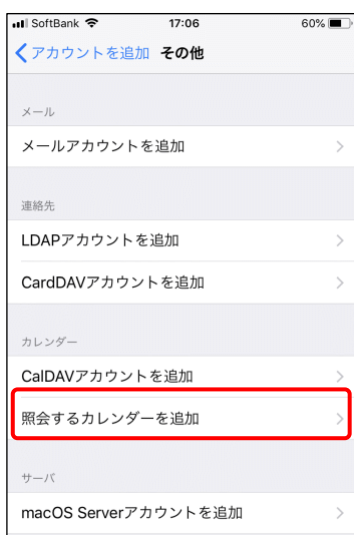 SoftBank 17:06 60%
アカウントを追加 その他
メール
メールアカウントを追加
連絡先
LDAPアカウントを追加
CardDAVアカウントを追加
カレンダー
CalDAVアカウントを追加
照会するカレンダーを追加
サーバ
macOS Serverアカウントを追加